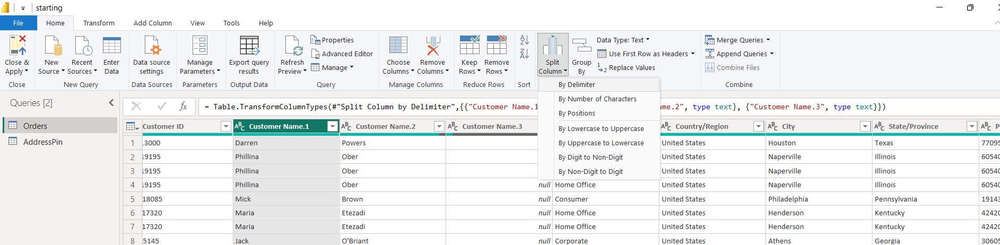 starting
File Home Transform Add Column View Tools Help
Close & Apply
Close
New Source
Recent Sources
Enter Data
New Query
Data source settings
Data Sources
Manage Parameters
Parameters
Export query results
Output Data
Refresh Preview
Properties
Advanced Editor
Manage
Query
Choose Columns
Remove Columns
Manage Columns
Keep Rows
Remove Rows
Reduce Rows
Sort
Split Column
Group By
Data Type: Text
Use First Row as Headers
Replace Values
Merge Queries
Append Queries
Combine Files
Combine
By Delimiter
By Number of Characters
By Positions
By Lowercase to Uppercase
By Uppercase to Lowercase
By Digit to Non-Digit
By Non-Digit to Digit
Queries [2]
Orders
AddressPin
fx
= Table.TransformColumnTypes(#"Split Column by Delimiter",{{"Customer Name.1 me.2", type text}, {"Customer Name.3", type text}})
Customer ID ABC Customer Name.1 ABC Customer Name.2 ABC Customer Name.3 ABC Country/Region ABC City ABC State/Province ABC P
1 13000 Darren Powers United States Houston Texas 77095
2 19195 Phillina Ober United States Naperville Illinois 60540
3 19195 Phillina Ober United States Naperville Illinois 60540
4 19195 Phillina Ober null Home Office United States Naperville Illinois 60540
5 18085 Mick Brown null Consumer United States Philadelphia Pennsylvania 19143
6 17320 Maria Etezadi null Home Office United States Henderson Kentucky 42420
7 17320 Maria Etezadi null Home Office United States Henderson Kentucky 42420
8 5145 Jack O'Briant null Corporate United States Athens Georgia 30605